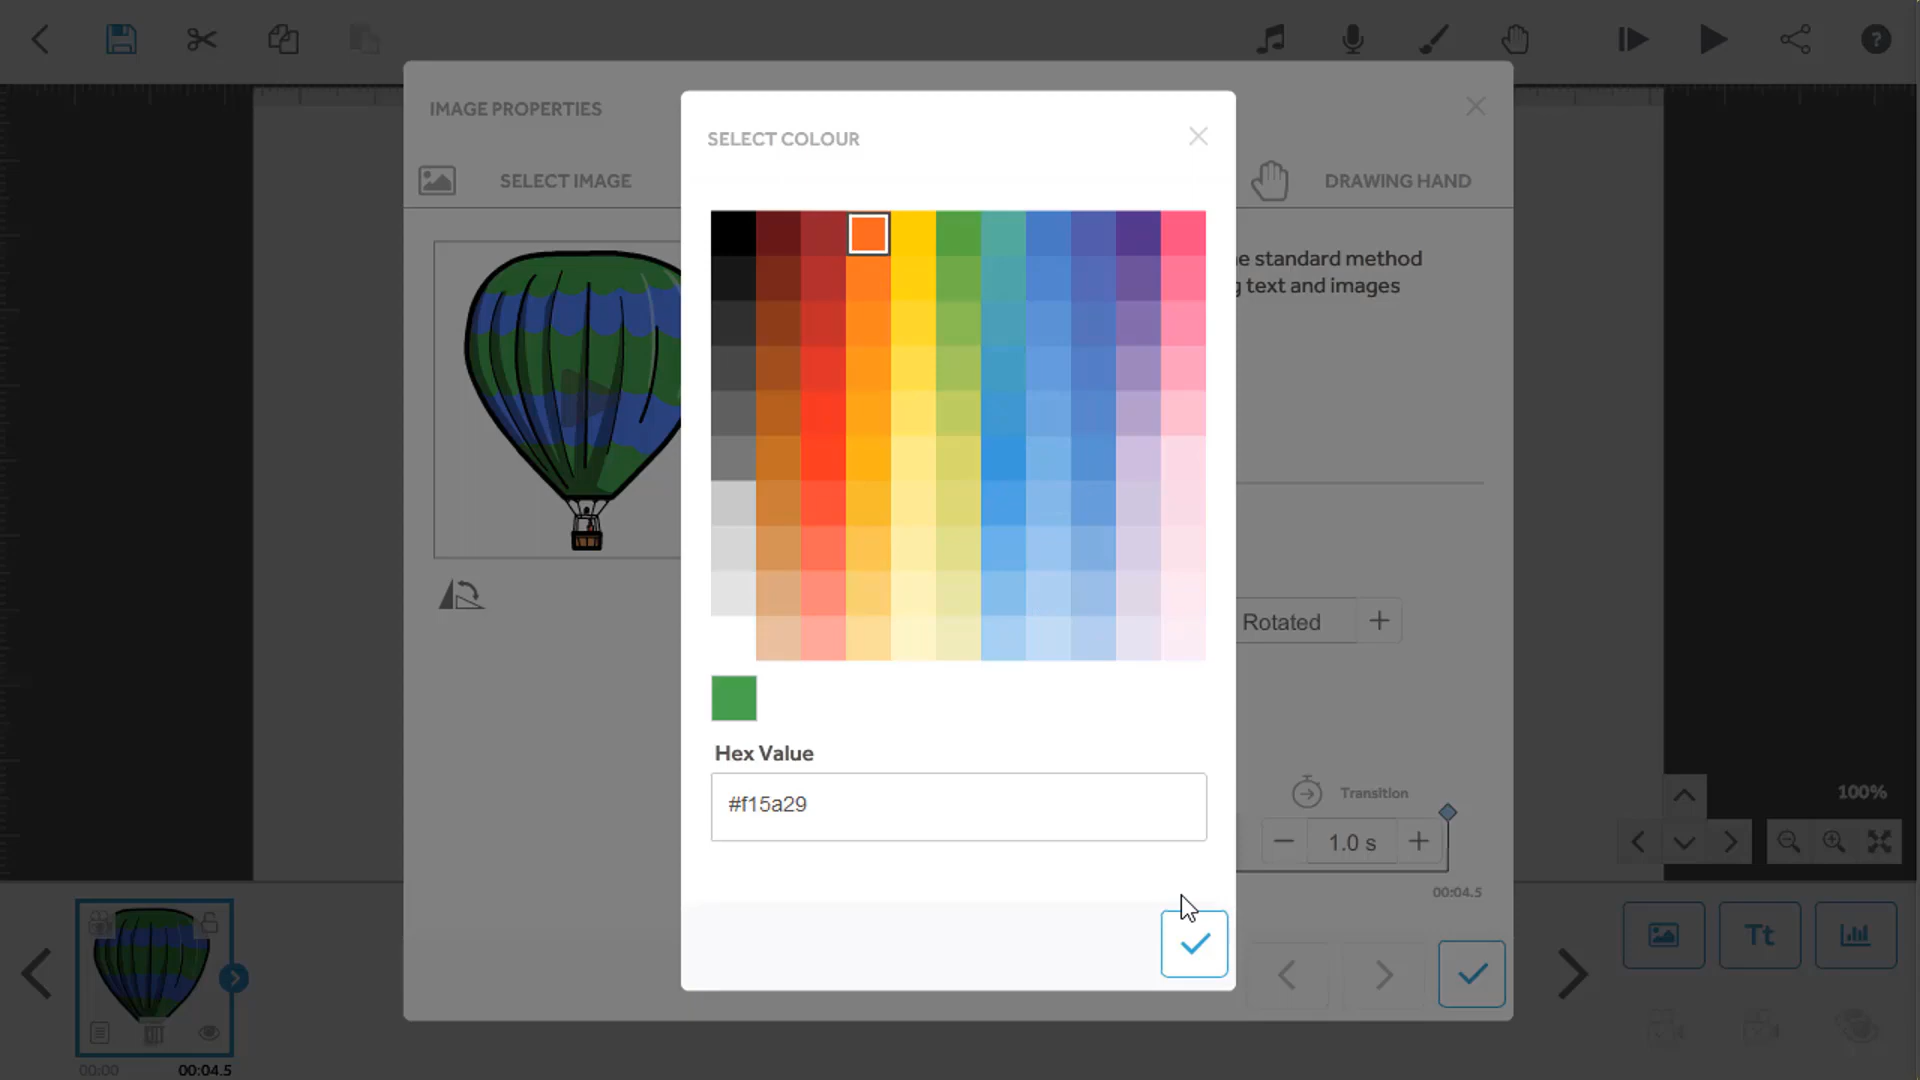 IMAGE PROPERTIES
SELECT COLOUR
SELECT IMAGE
DRAWING HAND
e standard method
g text and images
Rotated
Hex Value
#f15a29
Transition
1.0 s
100%
00:04.5
Tt
00:00
00:04.5
?